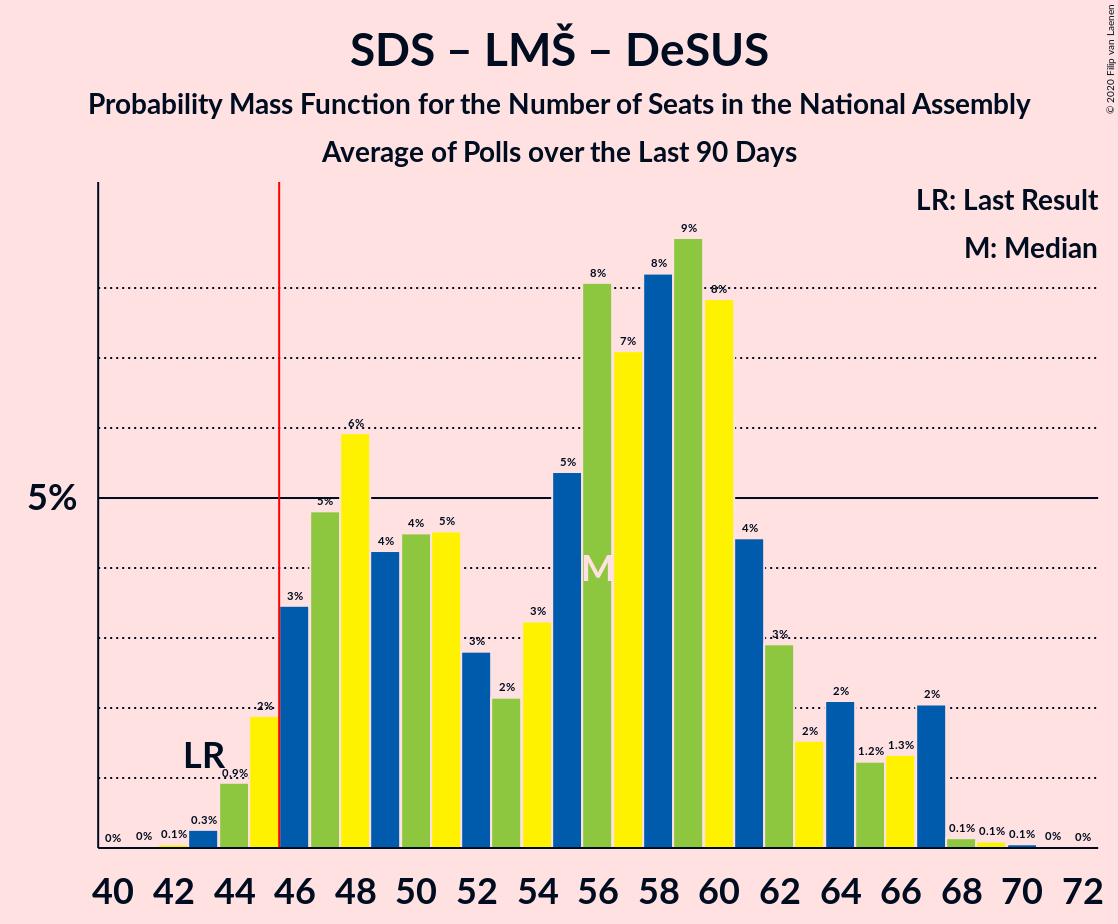 SDS – LMŠ – DeSUS
Probability Mass Function for the Number of Seats in the National Assembly
Average of Polls over the Last 90 Days
© 2020 Filip van Laenen
LR: Last Result
M: Median
5%
0% 0% 0.1% 0.3% 0.9% 2% 3% 5% 6% 4% 4% 5% 3% 2% 3% 5% 8% 7% 8% 9% 8% 4% 3% 2% 2% 1.2% 1.3% 2% 0.1% 0.1% 0.1% 0% 0%
LR
M
40 42 44 46 48 50 52 54 56 58 60 62 64 66 68 70 72